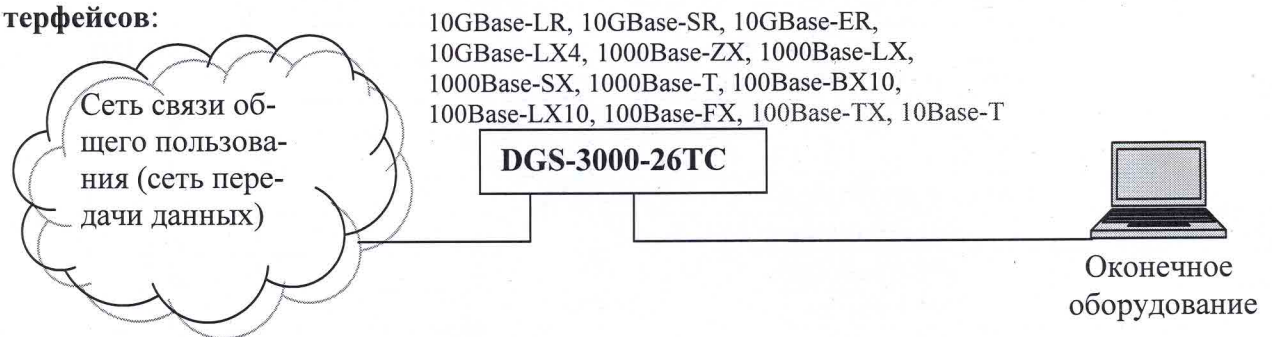 терфейсов:
10GBase-LR, 10GBase-SR, 10GBase-ER,
10GBase-LX4, 1000Base-ZX, 1000Base-LX,
1000Base-SX, 1000Base-T, 100Base-BX10,
100Base-LX10, 100Base-FX, 100Base-TX, 10Base-T
Сеть связи об-
щего пользова-
ния (сеть пере-
дачи данных)
DGS-3000-26TC
Оконечное
оборудование